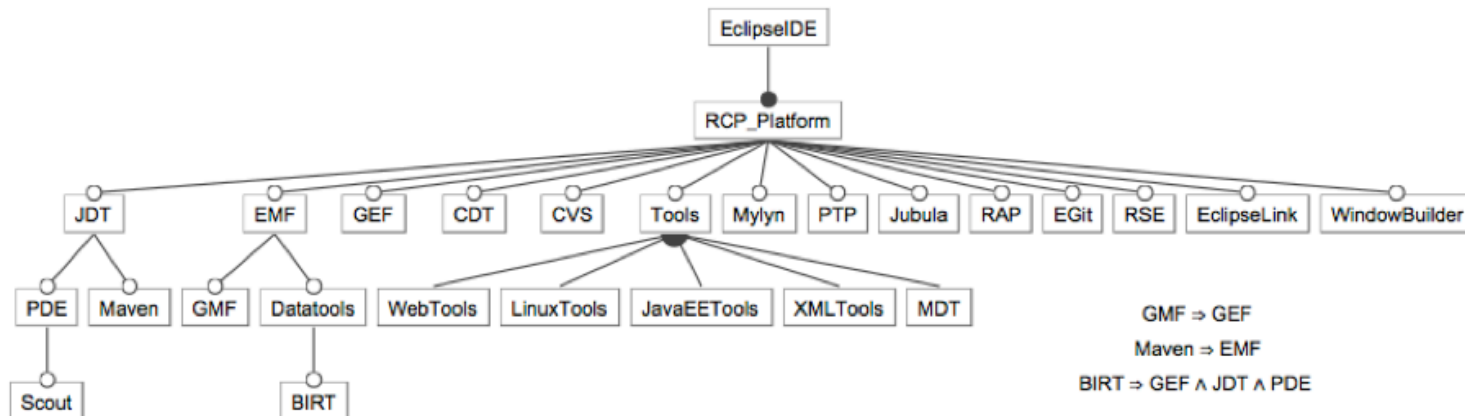 EclipseIDE
RCP_Platform
JDT EMF GEF CDT CVS Tools Mylyn PTP Jubula RAP EGit RSE EclipseLink WindowBuilder
PDE Maven GMF Datatools WebTools LinuxTools JavaEETools XMLTools MDT
GMF ⇒ GEF
Maven ⇒ EMF
BIRT ⇒ GEF ∧ JDT ∧ PDE
Scout BIRT